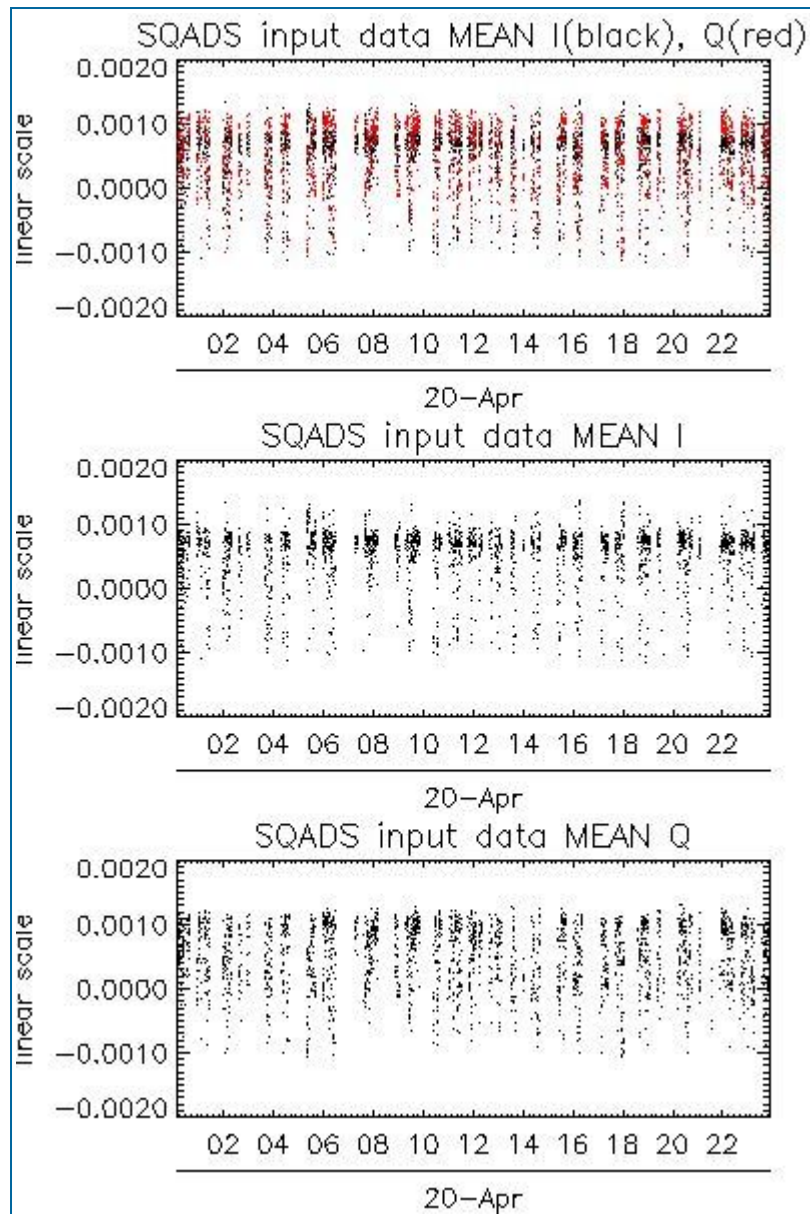 SQADS input data MEAN I(black), Q(red)
0.0020
0.0010
0.0000
−0.0010
−0.0020
linear scale
02 04 06 08 10 12 14 16 18 20 22
20−Apr
SQADS input data MEAN I
0.0020
0.0010
0.0000
−0.0010
−0.0020
linear scale
02 04 06 08 10 12 14 16 18 20 22
20−Apr
SQADS input data MEAN Q
0.0020
0.0010
0.0000
−0.0010
−0.0020
linear scale
02 04 06 08 10 12 14 16 18 20 22
20−Apr